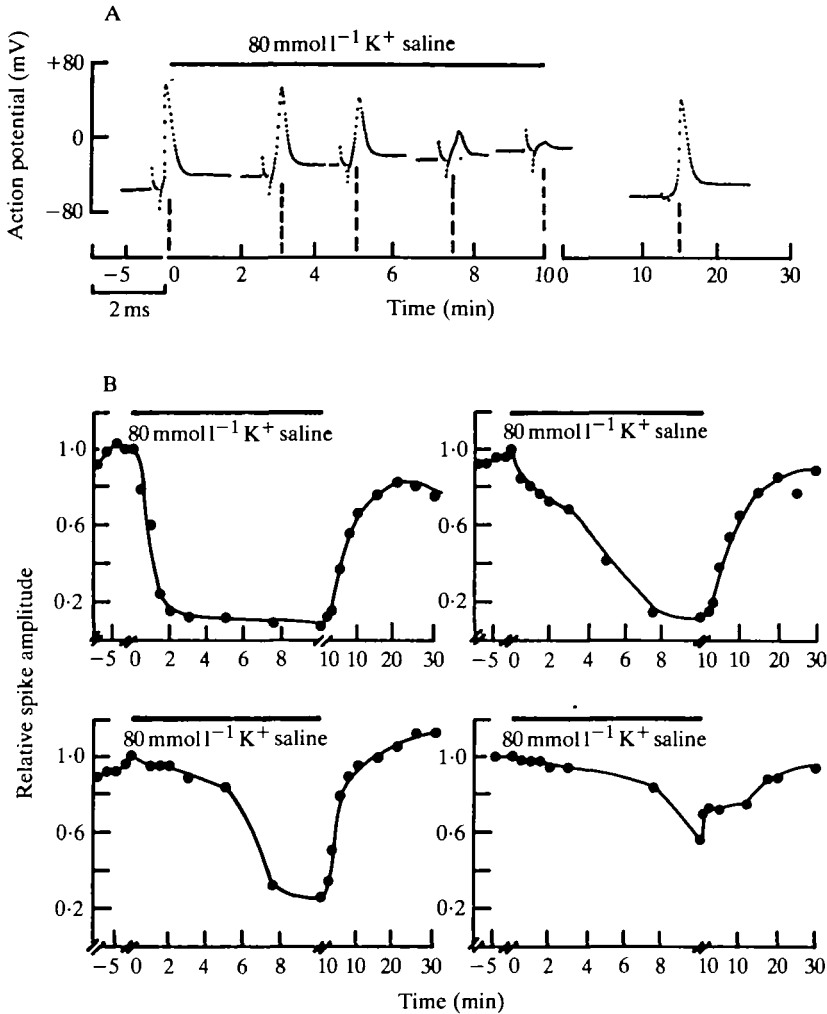 A
80 mmol l⁻¹ K⁺ saline
Action potential (mV)
+80
0
−80
−5 0 2 4 6 8 10 0 10 20 30
2 ms
Time (min)
B
Relative spike amplitude
80 mmol l⁻¹ K⁺ saline
1·0
0·6
0·2
−5 0 2 4 6 8 10 10 20 30
80 mmol l⁻¹ K⁺ saline
1·0
0·6
0·2
−5 0 2 4 6 8 10 10 20 30
80 mmol l⁻¹ K⁺ saline
1·0
0·6
0·2
−5 0 2 4 6 8 10 10 20 30
80 mmol l⁻¹ K⁺ saline
1·0
0·6
0·2
−5 0 2 4 6 8 10 10 20 30
Time (min)